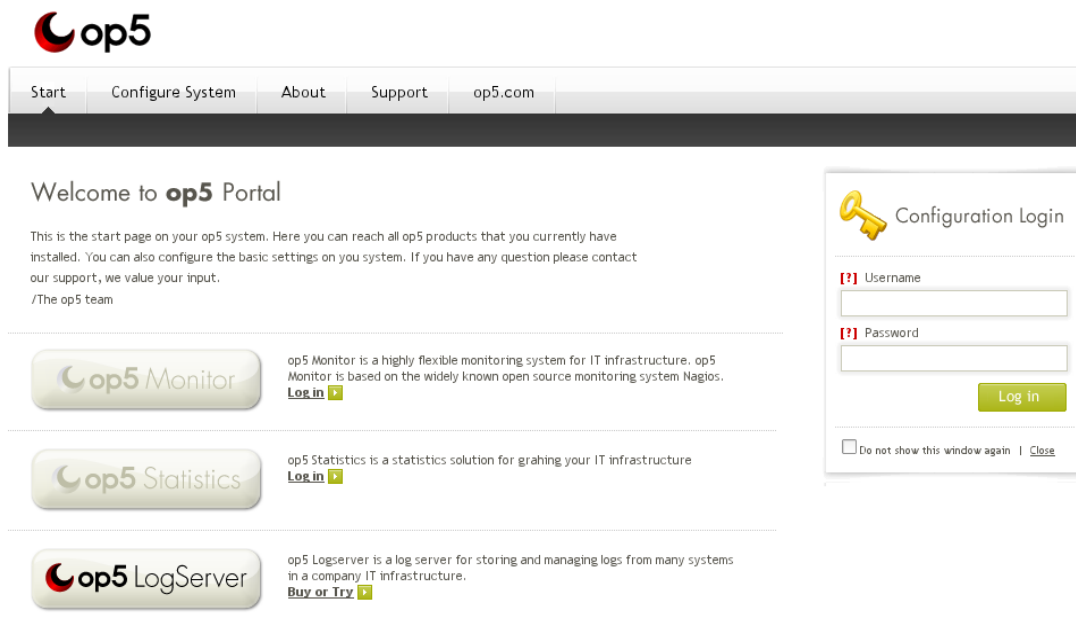 op5
Start Configure System About Support op5.com
Welcome to op5 Portal
This is the start page on your op5 system. Here you can reach all op5 products that you currently have
installed. You can also configure the basic settings on you system. If you have any question please contact
our support, we value your input.
/The op5 team
op5 Monitor
op5 Monitor is a highly flexible monitoring system for IT infrastructure. op5
Monitor is based on the widely known open source monitoring system Nagios.
Log in
op5 Statistics
op5 Statistics is a statistics solution for grahing your IT infrastructure
Log in
op5 LogServer
op5 Logserver is a log server for storing and managing logs from many systems
in a company IT infrastructure.
Buy or Try
Configuration Login
[?] Username
[?] Password
Log in
Do not show this window again | Close